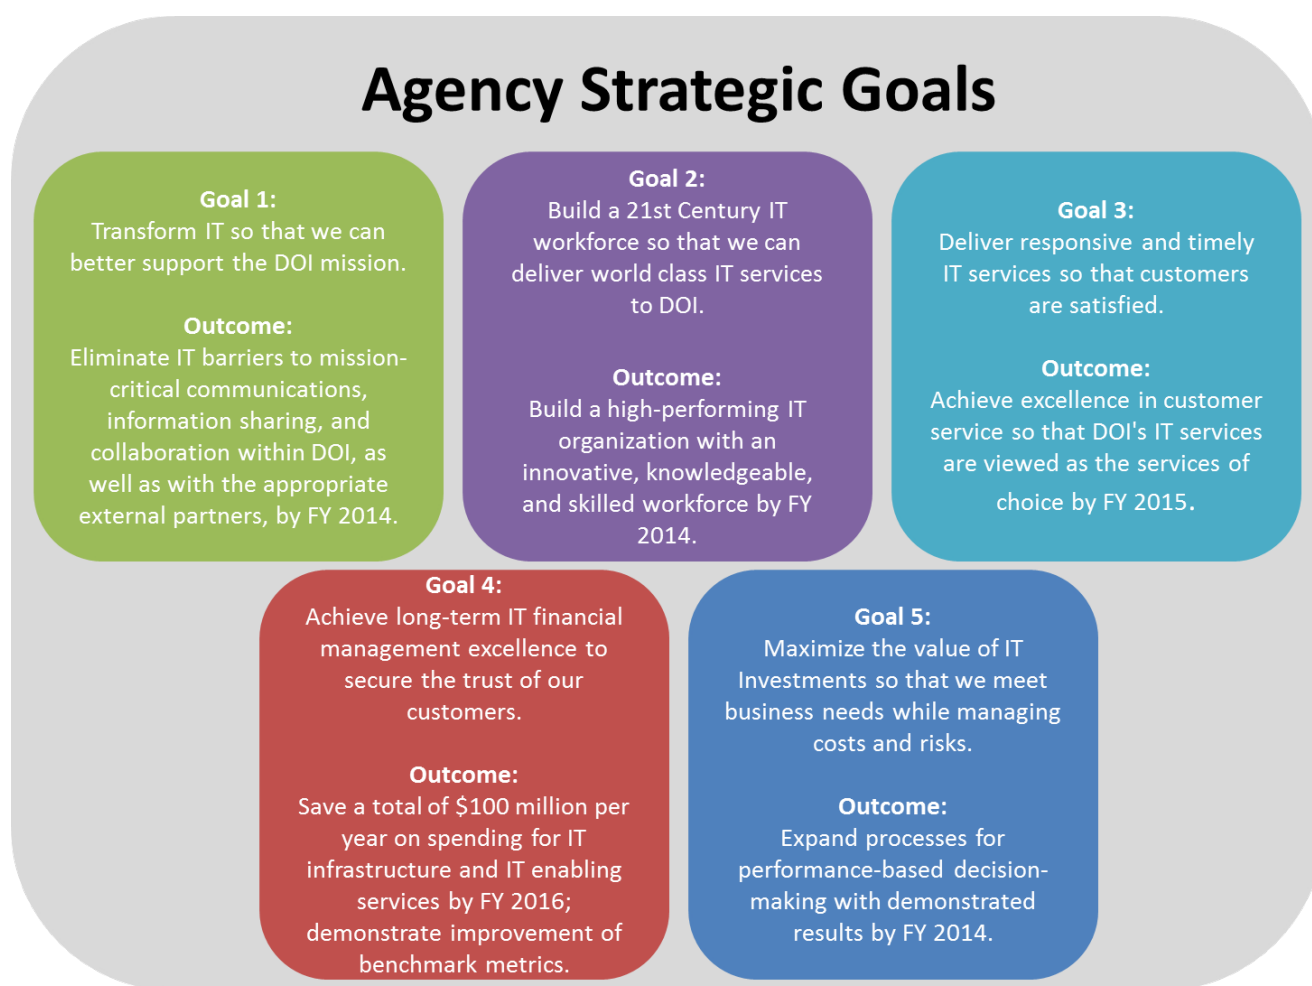 Agency Strategic Goals
Goal 1:
Transform IT so that we can
better support the DOI mission.
Outcome:
Eliminate IT barriers to mission-
critical communications,
information sharing, and
collaboration within DOI, as
well as with the appropriate
external partners, by FY 2014.
Goal 2:
Build a 21st Century IT
workforce so that we can
deliver world class IT services
to DOI.
Outcome:
Build a high-performing IT
organization with an
innovative, knowledgeable,
and skilled workforce by FY
2014.
Goal 3:
Deliver responsive and timely
IT services so that customers
are satisfied.
Outcome:
Achieve excellence in customer
service so that DOI's IT services
are viewed as the services of
choice by FY 2015.
Goal 4:
Achieve long-term IT financial
management excellence to
secure the trust of our
customers.
Outcome:
Save a total of $100 million per
year on spending for IT
infrastructure and IT enabling
services by FY 2016;
demonstrate improvement of
benchmark metrics.
Goal 5:
Maximize the value of IT
Investments so that we meet
business needs while managing
costs and risks.
Outcome:
Expand processes for
performance-based decision-
making with demonstrated
results by FY 2014.